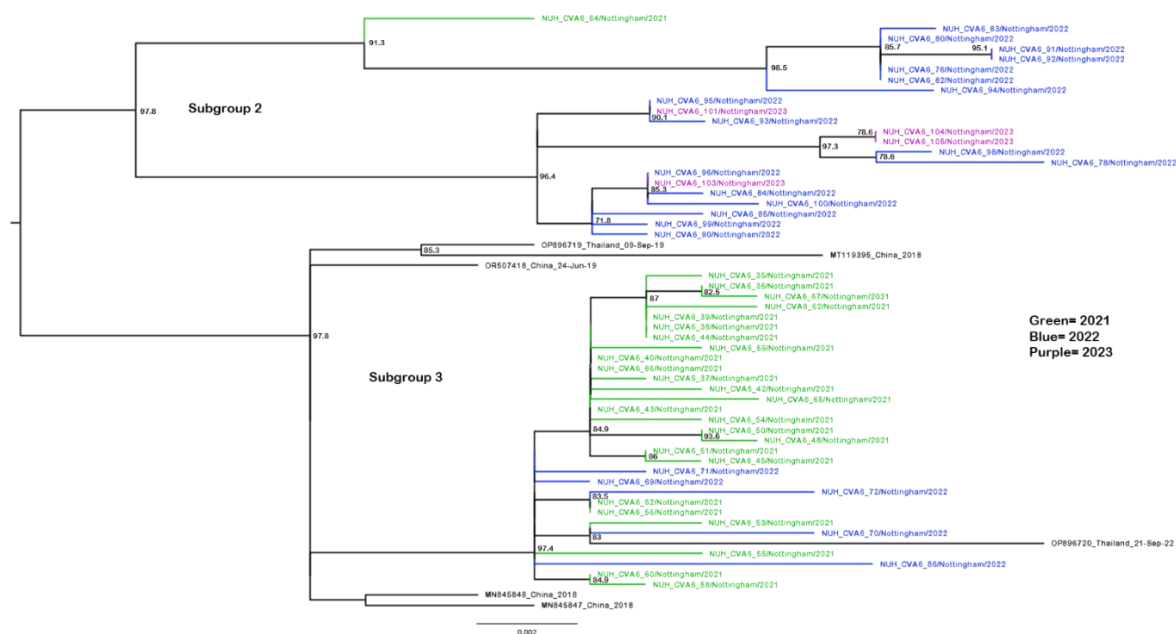 NUH_CVA6_64/Nottingham/2021
91.3
NUH_CVA6_83/Nottingham/2022
NUH_CVA6_80/Nottingham/2022
85.7
95.1
NUH_CVA6_91/Nottingham/2022
NUH_CVA6_92/Nottingham/2022
98.5
NUH_CVA6_76/Nottingham/2022
NUH_CVA6_82/Nottingham/2022
NUH_CVA6_94/Nottingham/2022
97.8
Subgroup 2
NUH_CVA6_95/Nottingham/2022
NUH_CVA6_101/Nottingham/2023
90.1
NUH_CVA6_93/Nottingham/2022
78.6
NUH_CVA6_104/Nottingham/2023
NUH_CVA6_105/Nottingham/2023
97.3
NUH_CVA6_98/Nottingham/2022
78.6
NUH_CVA6_78/Nottingham/2022
96.4
NUH_CVA6_96/Nottingham/2022
NUH_CVA6_103/Nottingham/2023
85.3
NUH_CVA6_84/Nottingham/2022
NUH_CVA6_100/Nottingham/2022
NUH_CVA6_85/Nottingham/2022
71.8
NUH_CVA6_99/Nottingham/2022
NUH_CVA6_90/Nottingham/2022
OP896719_Thailand_09-Sep-19
85.3
MT119395_China_2018
OR507418_China_24-Jun-19
NUH_CVA6_35/Nottingham/2021
NUH_CVA6_36/Nottingham/2021
82.5
87
NUH_CVA6_67/Nottingham/2021
NUH_CVA6_62/Nottingham/2021
NUH_CVA6_39/Nottingham/2021
NUH_CVA6_38/Nottingham/2021
NUH_CVA6_44/Nottingham/2021
97.8
NUH_CVA6_59/Nottingham/2021
NUH_CVA6_40/Nottingham/2021
NUH_CVA6_66/Nottingham/2021
Subgroup 3
NUH_CVA6_37/Nottingham/2021
NUH_CVA6_42/Nottingham/2021
NUH_CVA6_65/Nottingham/2021
NUH_CVA6_43/Nottingham/2021
NUH_CVA6_54/Nottingham/2021
84.9
NUH_CVA6_50/Nottingham/2021
93.6
NUH_CVA6_48/Nottingham/2021
NUH_CVA6_51/Nottingham/2021
86
NUH_CVA6_45/Nottingham/2021
NUH_CVA6_71/Nottingham/2022
NUH_CVA6_69/Nottingham/2022
83.5
NUH_CVA6_72/Nottingham/2022
NUH_CVA6_52/Nottingham/2021
NUH_CVA6_56/Nottingham/2021
NUH_CVA6_53/Nottingham/2021
83
NUH_CVA6_70/Nottingham/2022
OP896720_Thailand_21-Sep-22
97.4
NUH_CVA6_55/Nottingham/2021
NUH_CVA6_86/Nottingham/2022
NUH_CVA6_60/Nottingham/2021
84.9
NUH_CVA6_58/Nottingham/2021
MN845848_China_2018
MN845847_China_2018
0.002
Green= 2021
Blue= 2022
Purple= 2023